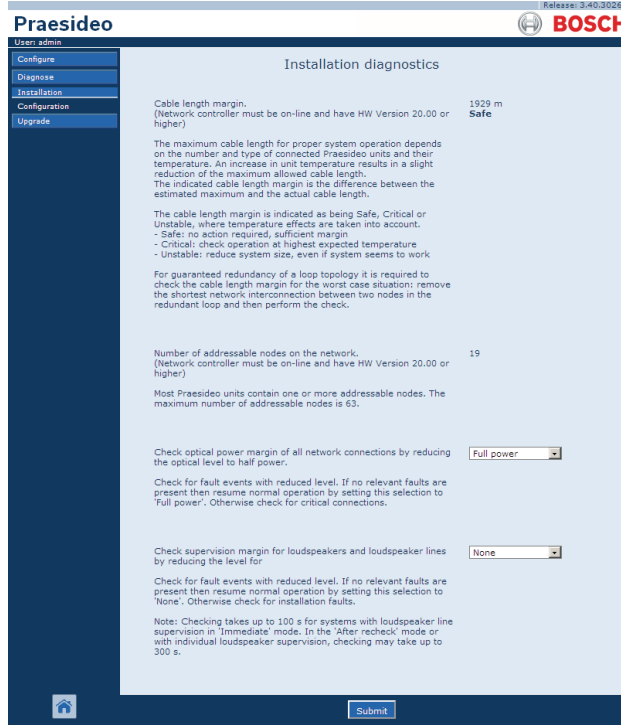 Release: 3.40.3026
Praesideo
BOSCH
User: admin
Configure
Diagnose
Installation
Configuration
Upgrade
Installation diagnostics
Cable length margin.
(Network controller must be on-line and have HW Version 20.00 or
higher)
1929 m
Safe
The maximum cable length for proper system operation depends
on the number and type of connected Praesideo units and their
temperature. An increase in unit temperature results in a slight
reduction of the maximum allowed cable length.
The indicated cable length margin is the difference between the
estimated maximum and the actual cable length.
The cable length margin is indicated as being Safe, Critical or
Unstable, where temperature effects are taken into account.
- Safe: no action required, sufficient margin
- Critical: check operation at highest expected temperature
- Unstable: reduce system size, even if system seems to work
For guaranteed redundancy of a loop topology it is required to
check the cable length margin for the worst case situation: remove
the shortest network interconnection between two nodes in the
redundant loop and then perform the check.
Number of addressable nodes on the network.
(Network controller must be on-line and have HW Version 20.00 or
higher)
19
Most Praesideo units contain one or more addressable nodes. The
maximum number of addressable nodes is 63.
Check optical power margin of all network connections by reducing
the optical level to half power.
Full power
Check for fault events with reduced level. If no relevant faults are
present then resume normal operation by setting this selection to
'Full power'. Otherwise check for critical connections.
Check supervision margin for loudspeakers and loudspeaker lines
by reducing the level for
None
Check for fault events with reduced level. If no relevant faults are
present then resume normal operation by setting this selection to
'None'. Otherwise check for installation faults.
Note: Checking takes up to 100 s for systems with loudspeaker line
supervision in 'Immediate' mode. In the 'After recheck' mode or
with individual loudspeaker supervision, checking may take up to
300 s.
Submit